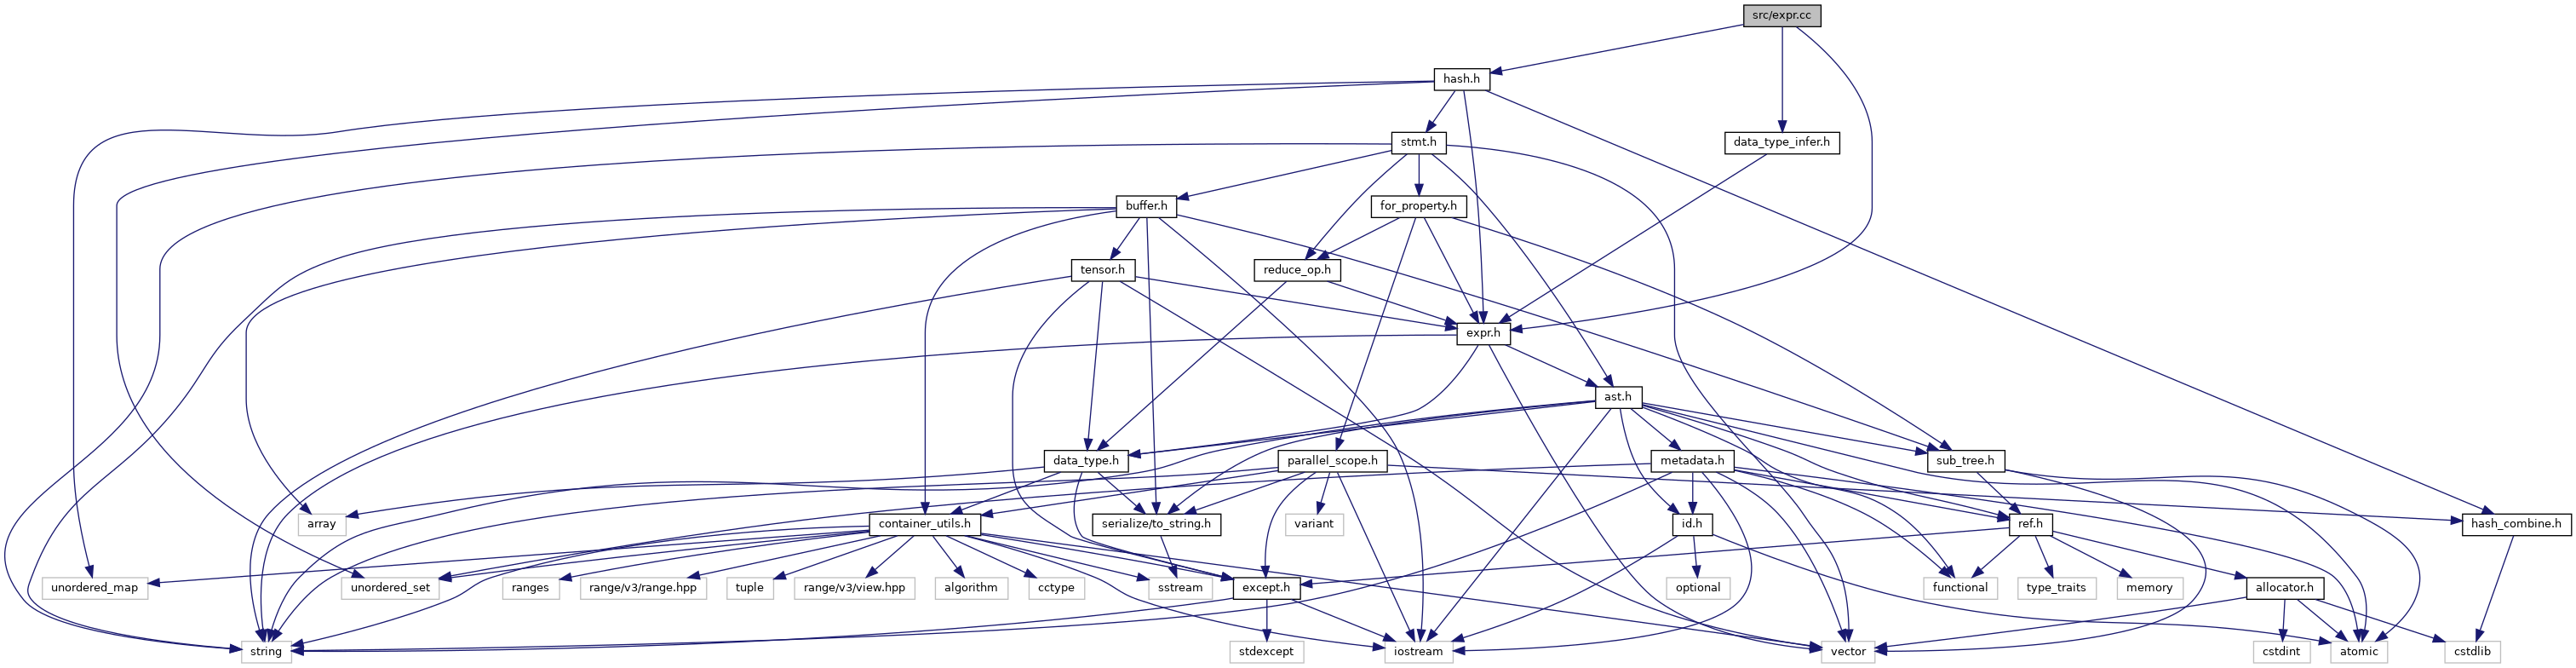 src/expr.cc
hash.h
stmt.h
data_type_infer.h
buffer.h
for_property.h
tensor.h
reduce_op.h
expr.h
ast.h
data_type.h
parallel_scope.h
metadata.h
sub_tree.h
array
container_utils.h
serialize/to_string.h
variant
id.h
ref.h
hash_combine.h
unordered_map
unordered_set
ranges
range/v3/range.hpp
tuple
range/v3/view.hpp
algorithm
cctype
sstream
except.h
optional
functional
type_traits
memory
allocator.h
string
stdexcept
iostream
vector
cstdint
atomic
cstdlib